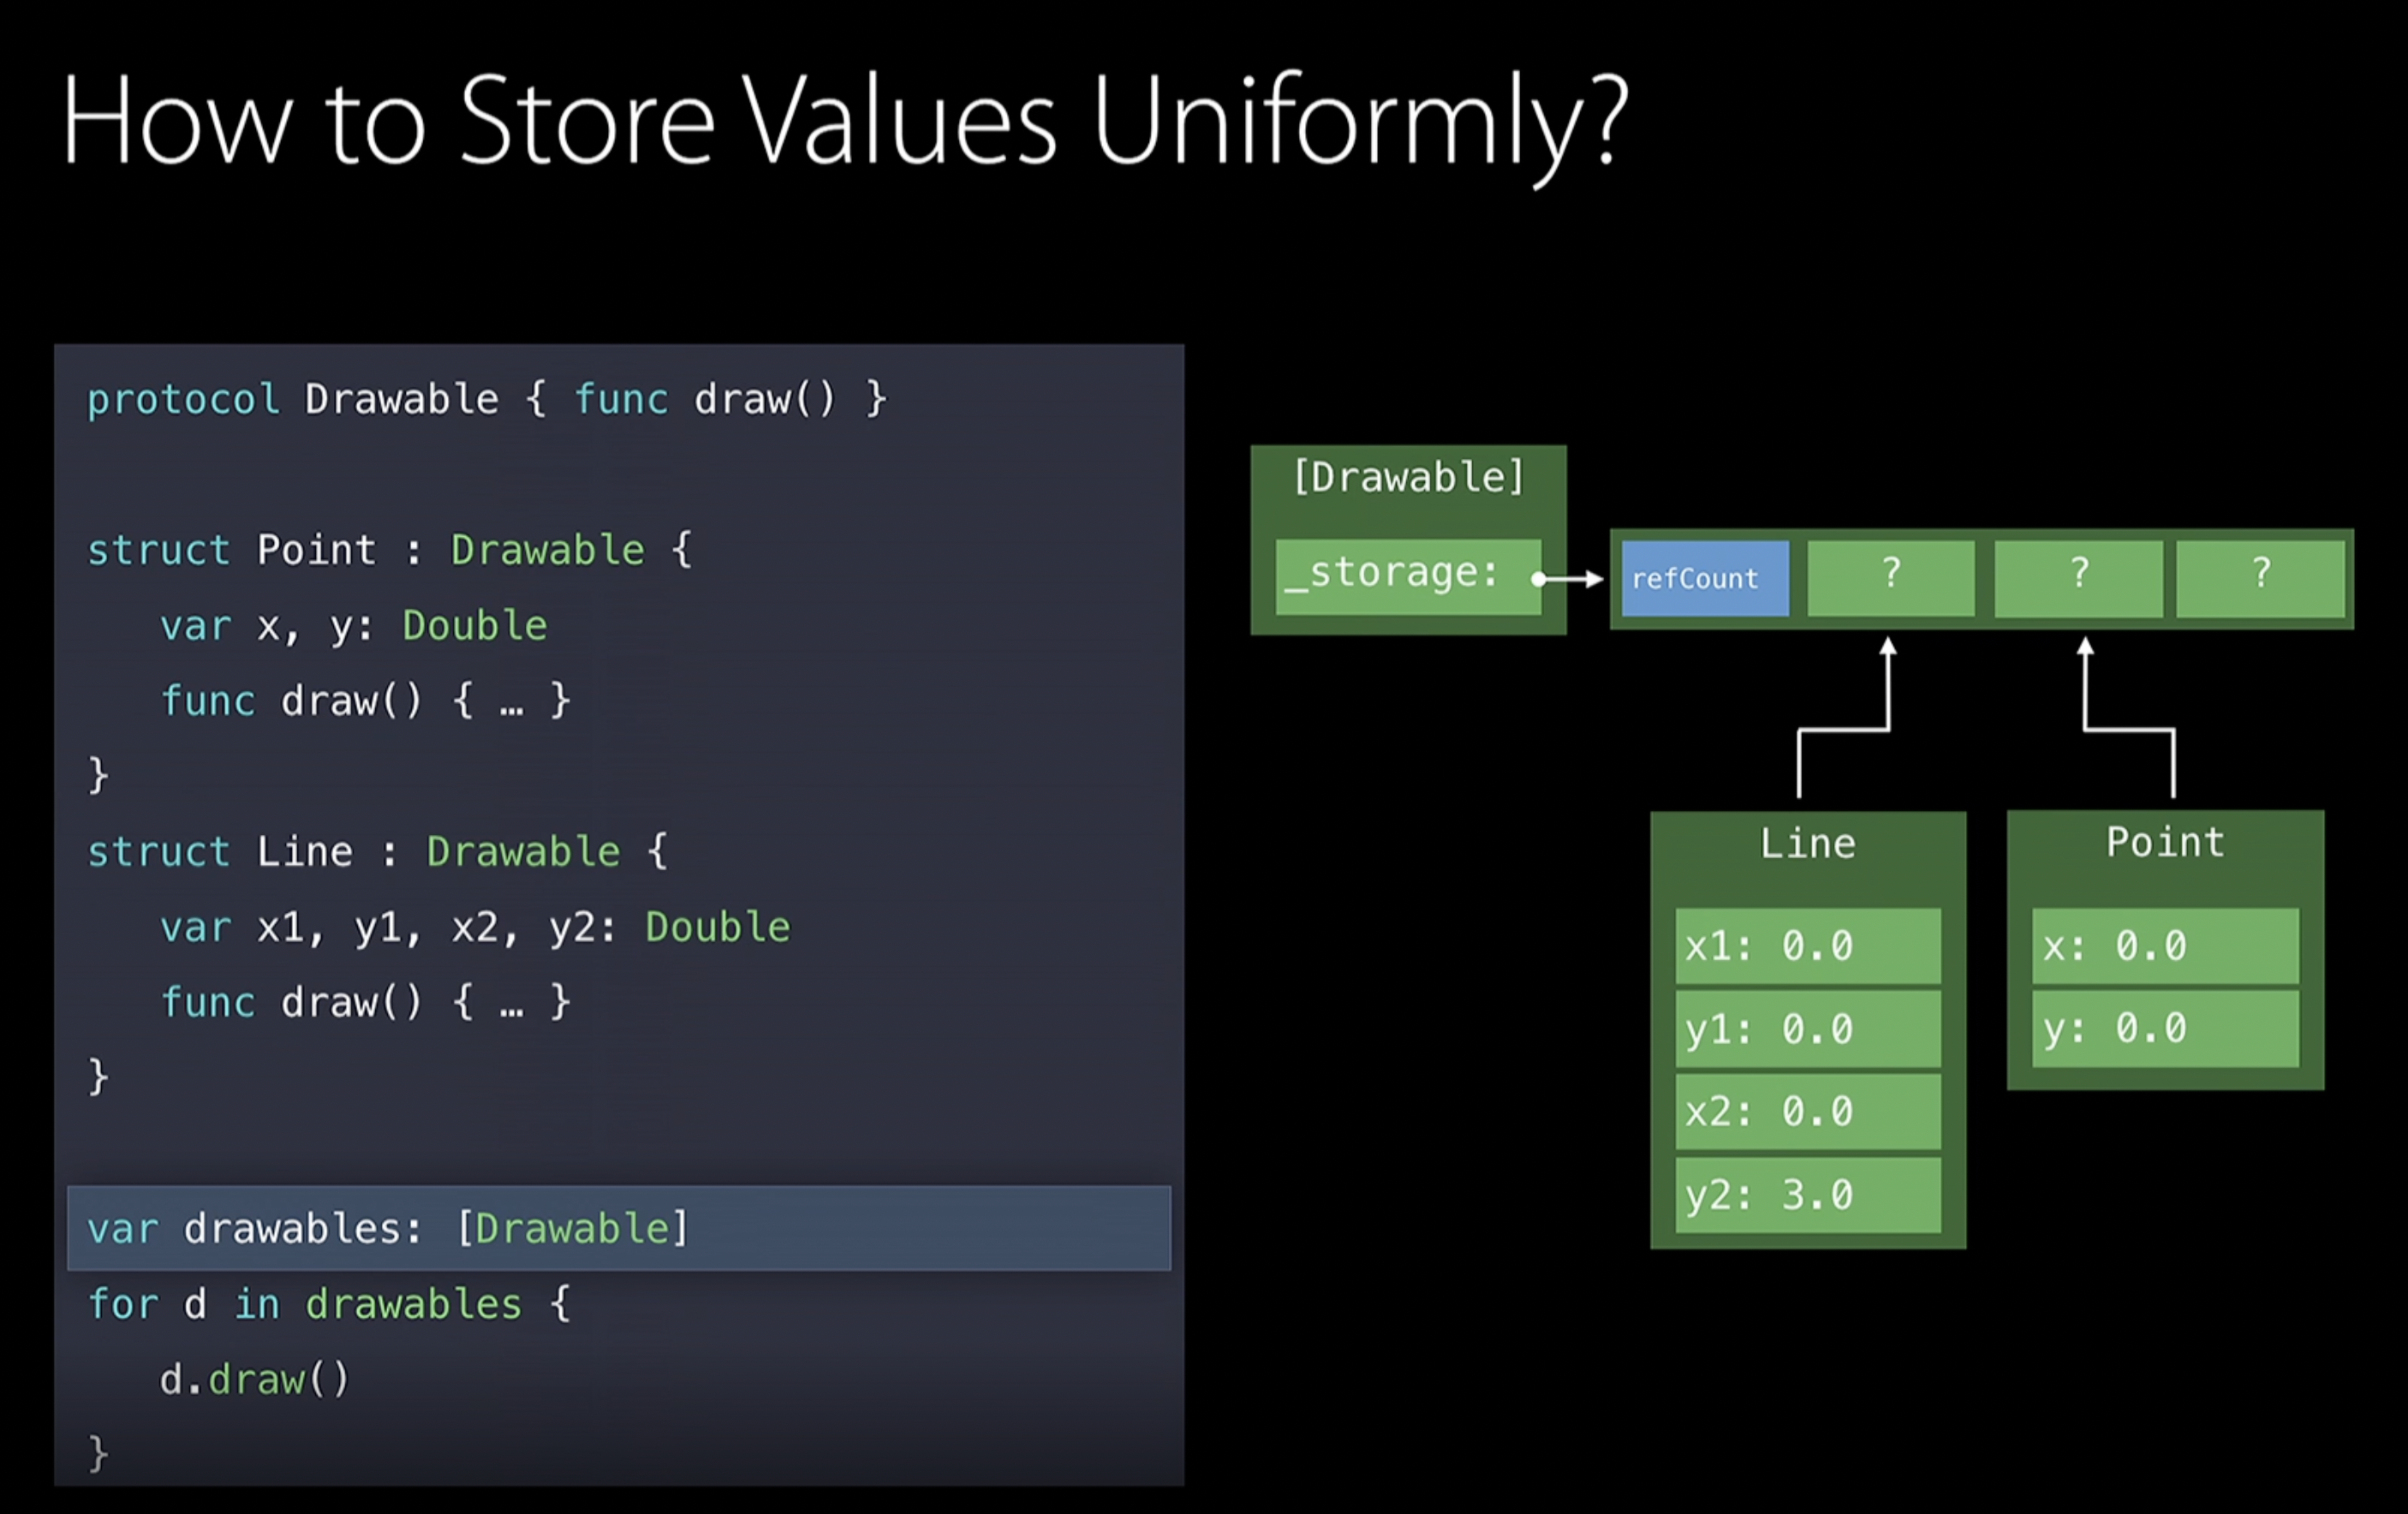 How to Store Values Uniformly?
protocol Drawable { func draw() }
struct Point : Drawable {
var x, y: Double
func draw() { … }
}
struct Line : Drawable {
var x1, y1, x2, y2: Double
func draw() { … }
}
var drawables: [Drawable]
for d in drawables {
d.draw()
}
[Drawable]
_storage:
refCount ? ? ?
Line
x1: 0.0
y1: 0.0
x2: 0.0
y2: 3.0
Point
x: 0.0
y: 0.0